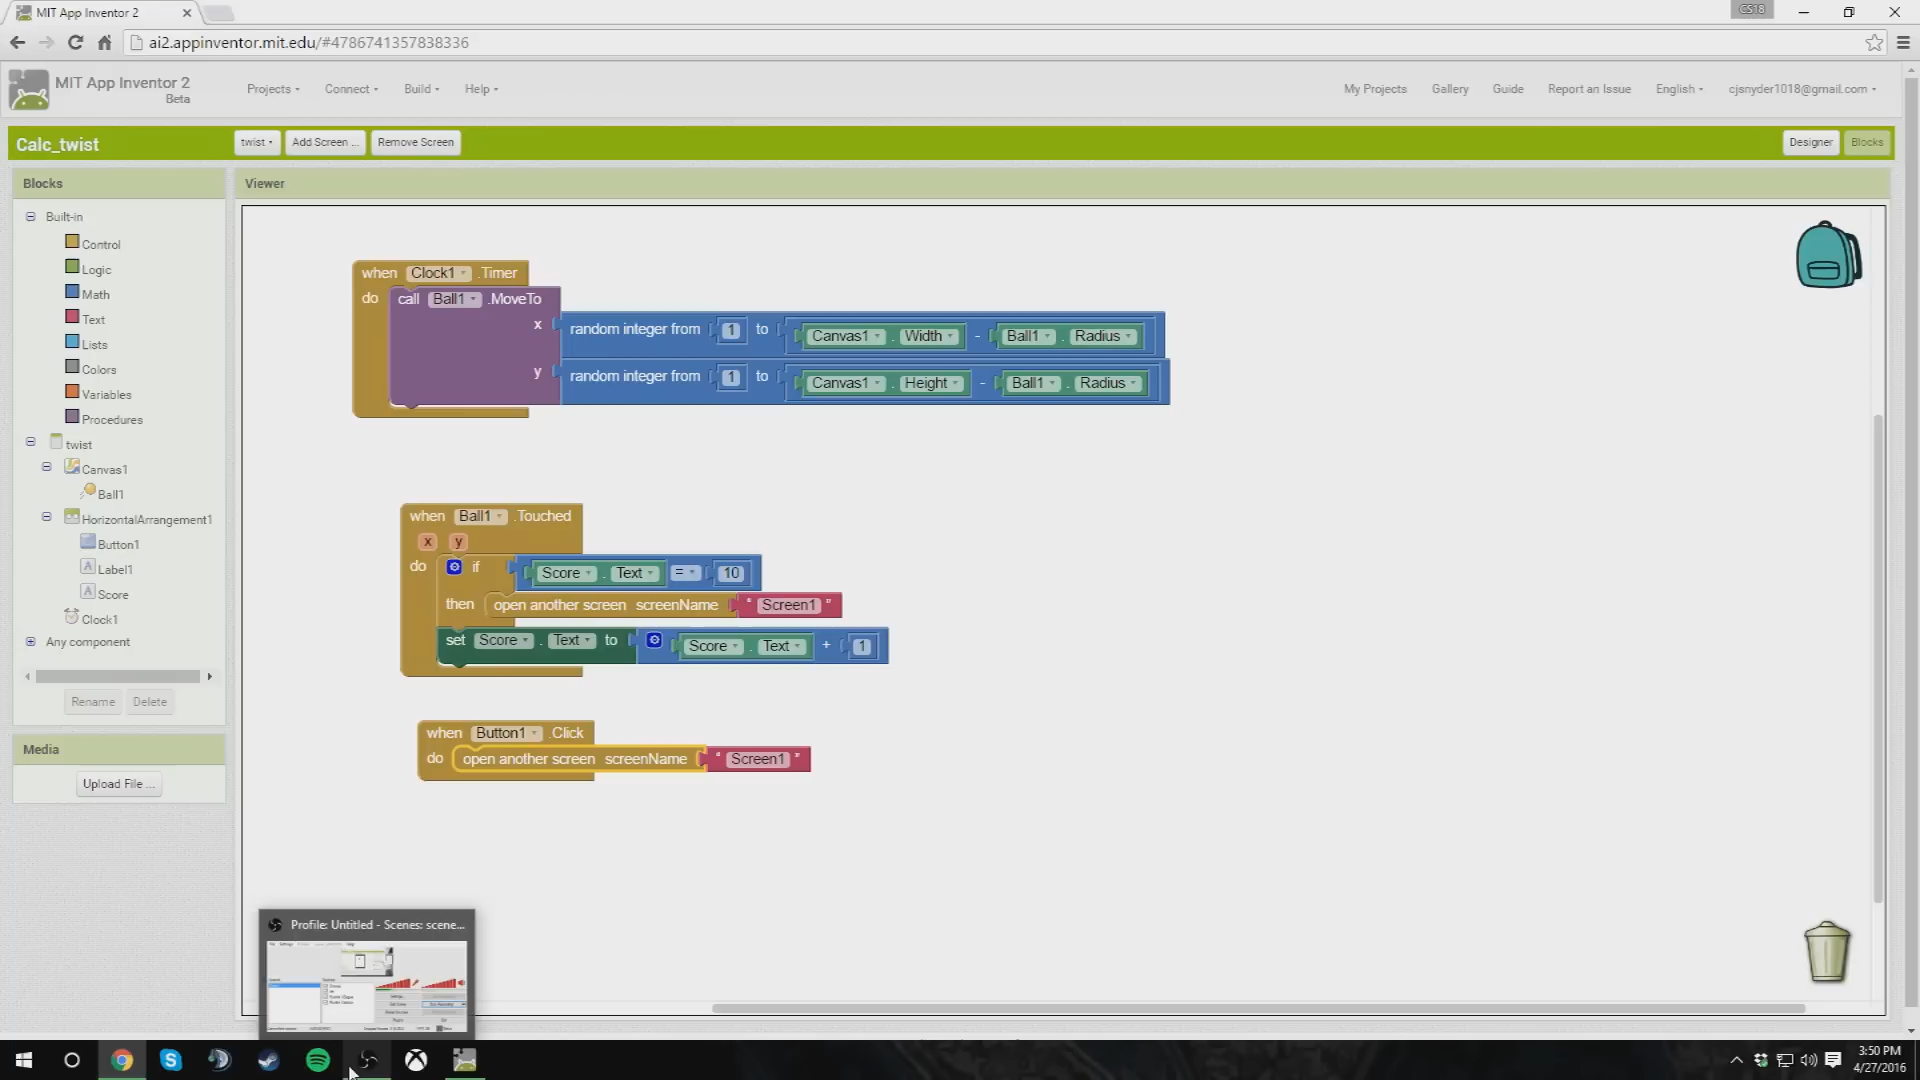 MIT App Inventor 2
CS18
ai2.appinventor.mit.edu/#4786741357838336
MIT App Inventor 2
Beta
Projects
Connect
Build
Help
My Projects
Gallery
Guide
Report an Issue
English
cjsnyder1018@gmail.com
Calc_twist
twist
Add Screen ...
Remove Screen
Designer
Blocks
Blocks
Viewer
Built-in
Control
Logic
Math
Text
Lists
Colors
Variables
Procedures
twist
Canvas1
Ball1
HorizontalArrangement1
Button1
Label1
Score
Clock1
Any component
Rename
Delete
Media
Upload File ...
when Clock1 .Timer
do call Ball1 .MoveTo
x random integer from 1 to Canvas1 . Width - Ball1 . Radius
y random integer from 1 to Canvas1 . Height - Ball1 . Radius
when Ball1 .Touched
x y
do if Score . Text = 10
then open another screen screenName " Screen1 "
set Score . Text to Score . Text + 1
when Button1 .Click
do open another screen screenName " Screen1 "
Profile: Untitled - Scenes: scene...
3:50 PM
4/27/2016